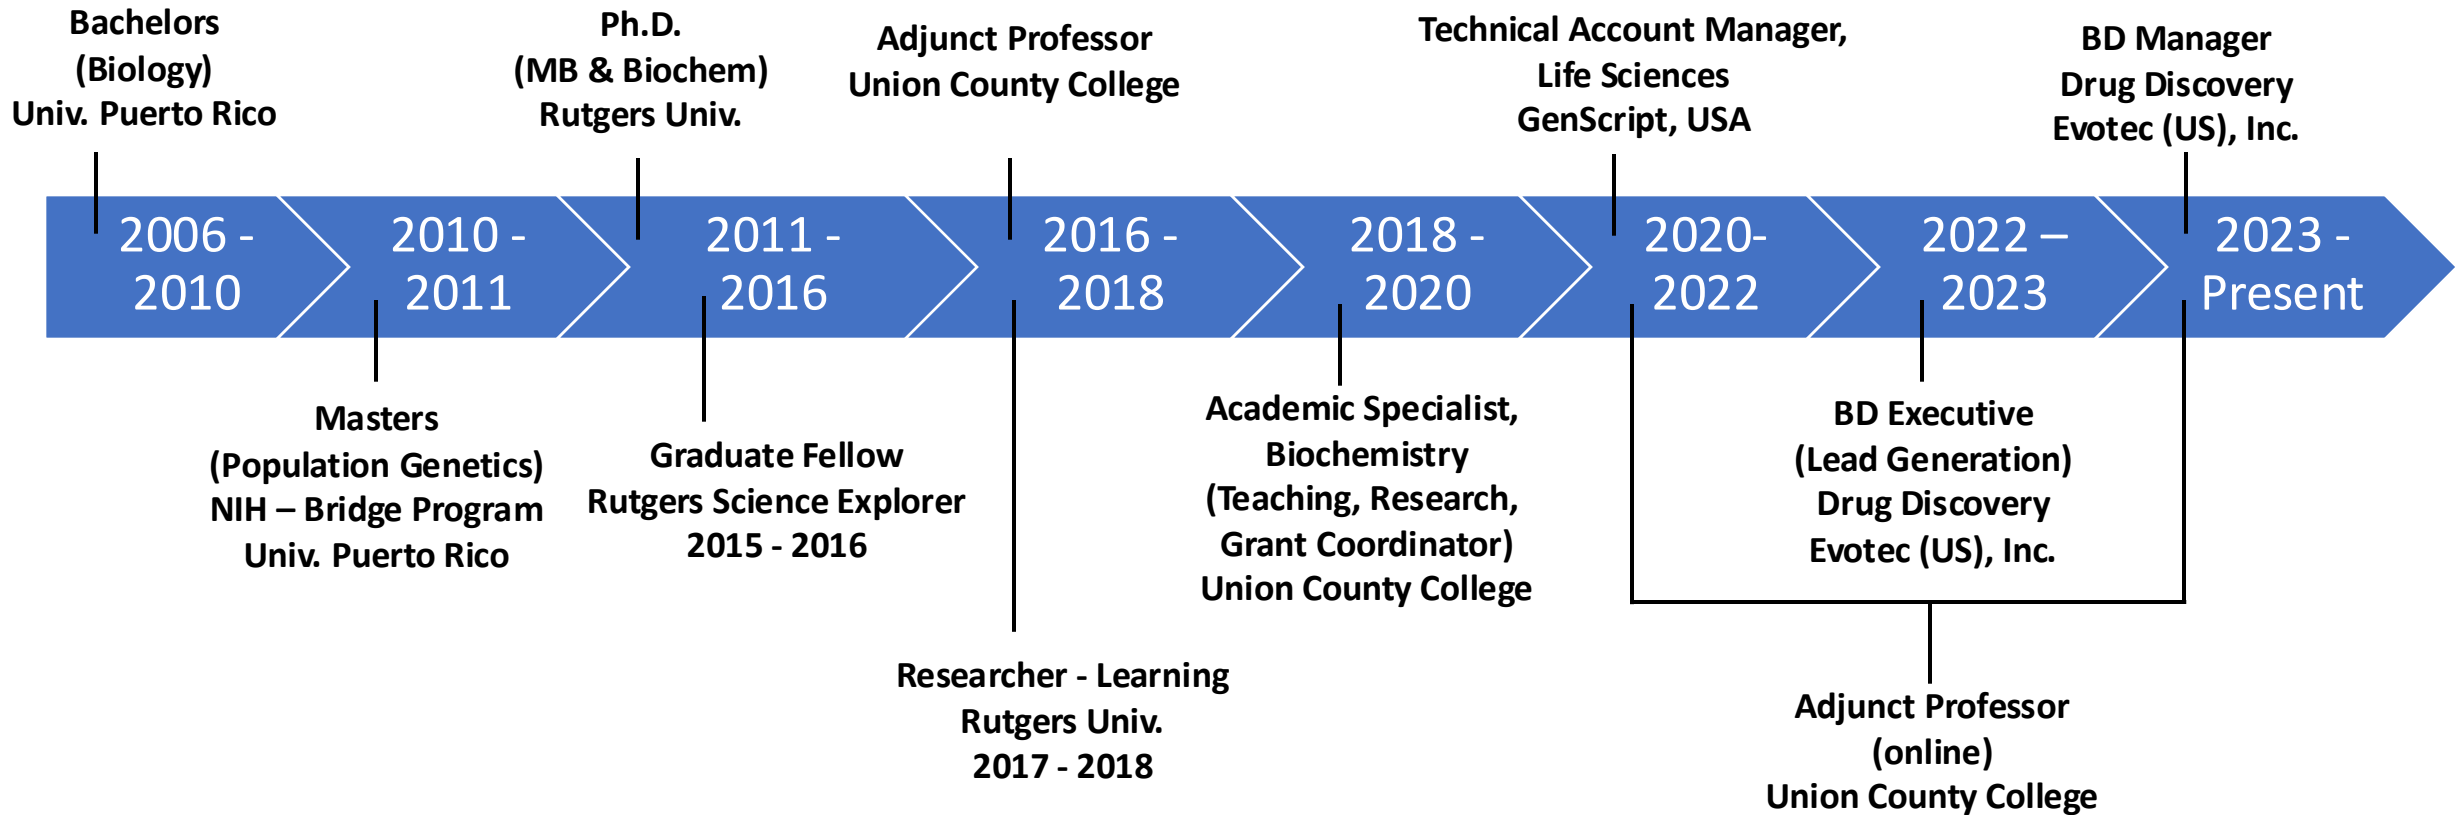 Bachelors
(Biology)
Univ. Puerto Rico
Ph.D.
(MB & Biochem)
Rutgers Univ.
Adjunct Professor
Union County College
Technical Account Manager,
Life Sciences
GenScript, USA
BD Manager
Drug Discovery
Evotec (US), Inc.
2006 -
2010
2010 -
2011
2011 -
2016
2016 -
2018
2018 -
2020
2020-
2022
2022 –
2023
2023 -
Present
Masters
(Population Genetics)
NIH – Bridge Program
Univ. Puerto Rico
Graduate Fellow
Rutgers Science Explorer
2015 - 2016
Researcher - Learning
Rutgers Univ.
2017 - 2018
Academic Specialist,
Biochemistry
(Teaching, Research,
Grant Coordinator)
Union County College
BD Executive
(Lead Generation)
Drug Discovery
Evotec (US), Inc.
Adjunct Professor
(online)
Union County College